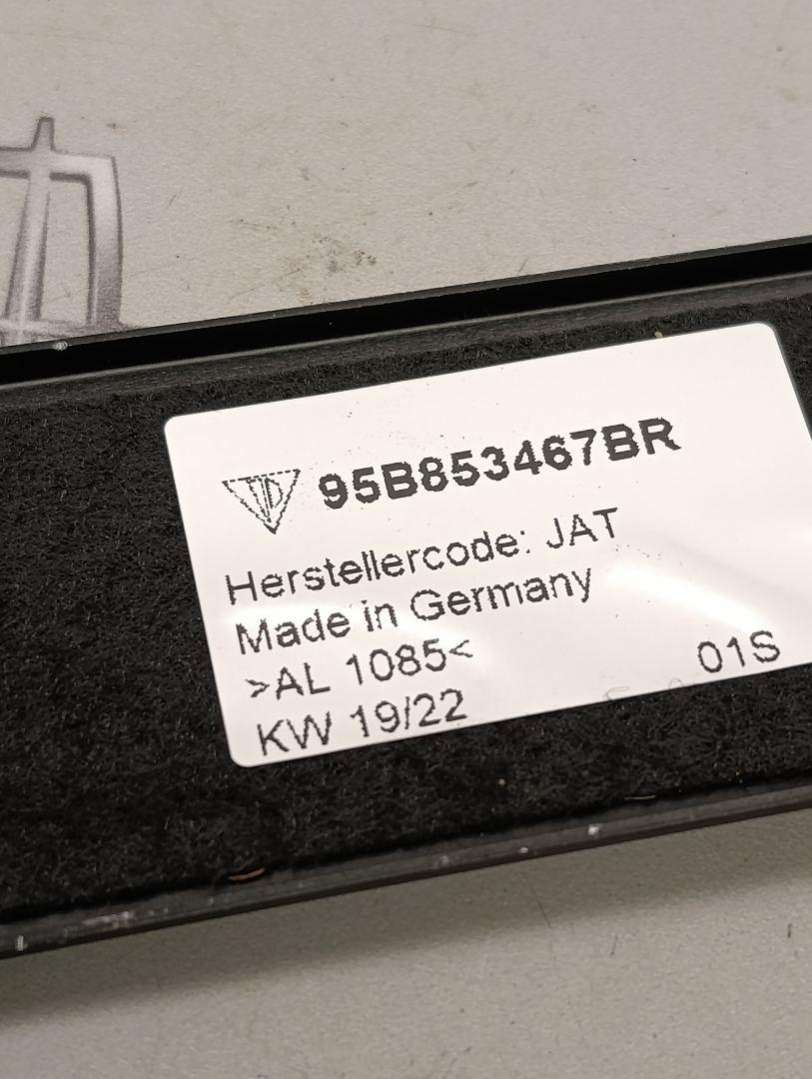 95B853467BR
Herstellercode: JAT
Made in Germany
>AL 1085<
KW 19/22
01S